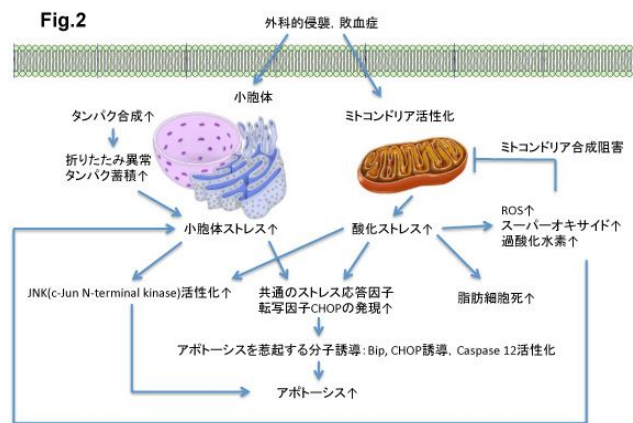 Fig.2
外科的侵襲，敗血症
小胞体
タンパク合成↑
ミトコンドリア活性化
ミトコンドリア合成阻害
折りたたみ異常
タンパク蓄積↑
ROS↑
スーパーオキサイド↑
過酸化水素↑
小胞体ストレス↑
酸化ストレス↑
JNK(c-Jun N-terminal kinase)活性化↑
共通のストレス応答因子
転写因子CHOPの発現↑
脂肪細胞死↑
アポトーシスを惹起する分子誘導：Bip, CHOP誘導，Caspase 12活性化
アポトーシス↑